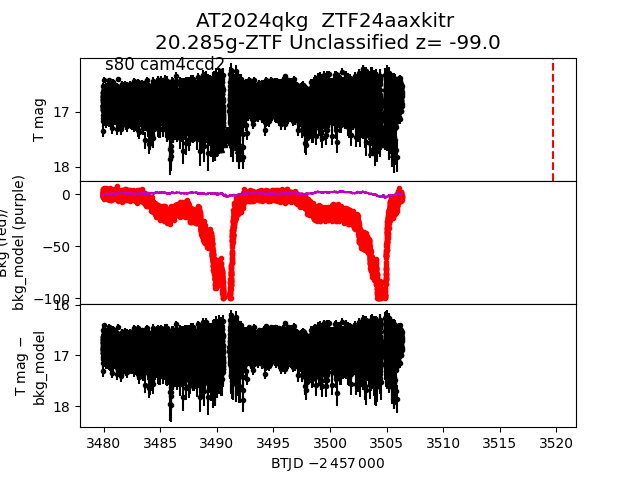 AT2024qkg  ZTF24aaxkitr
20.285g-ZTF Unclassified z= -99.0
s80 cam4ccd2
T mag
17
18
Bkg (red)/
bkg_model (purple)
0
−50
−100
T mag −
bkg_model
16
17
18
3480 3485 3490 3495 3500 3505 3510 3515 3520
BTJD −2 457 000